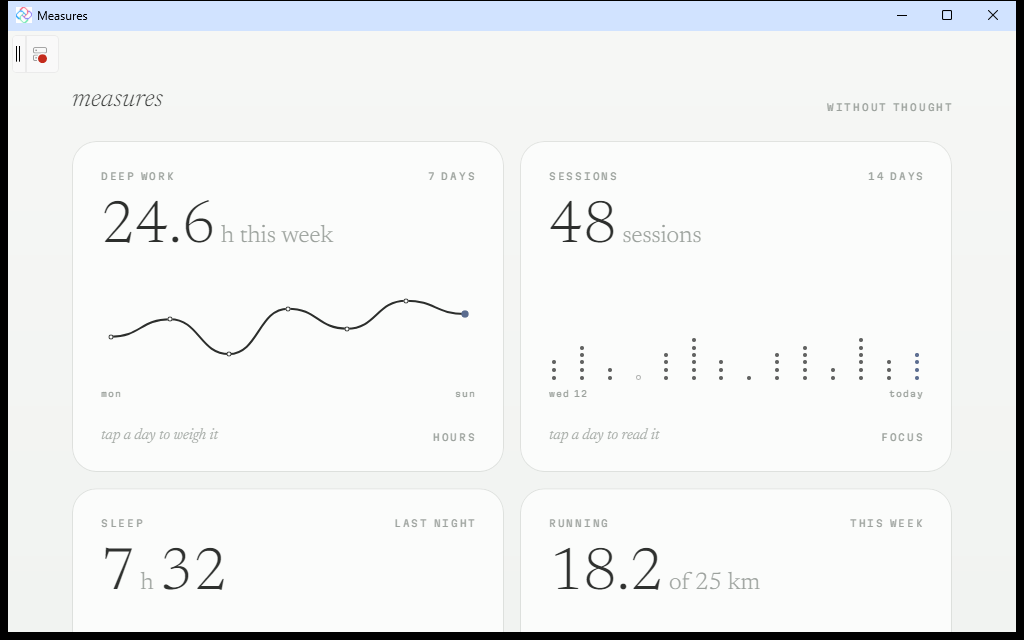 Measures
measures
WITHOUT THOUGHT
DEEP WORK
7 DAYS
24.6 h this week
mon
sun
tap a day to weigh it
HOURS
SESSIONS
14 DAYS
48 sessions
wed 12
today
tap a day to read it
FOCUS
SLEEP
LAST NIGHT
7 h 32
RUNNING
THIS WEEK
18.2 of 25 km